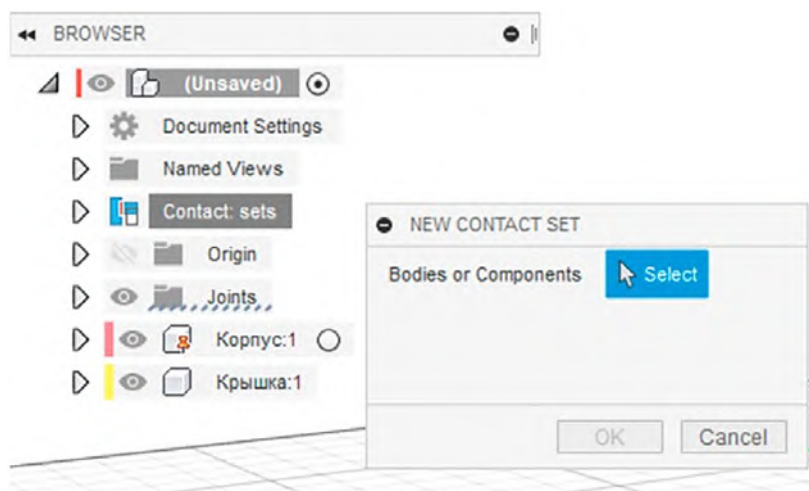 BROWSER
(Unsaved)
Document Settings
Named Views
Contact: sets
Origin
Joints
Корпус:1
Крышка:1
NEW CONTACT SET
Bodies or Components Select
OK Cancel